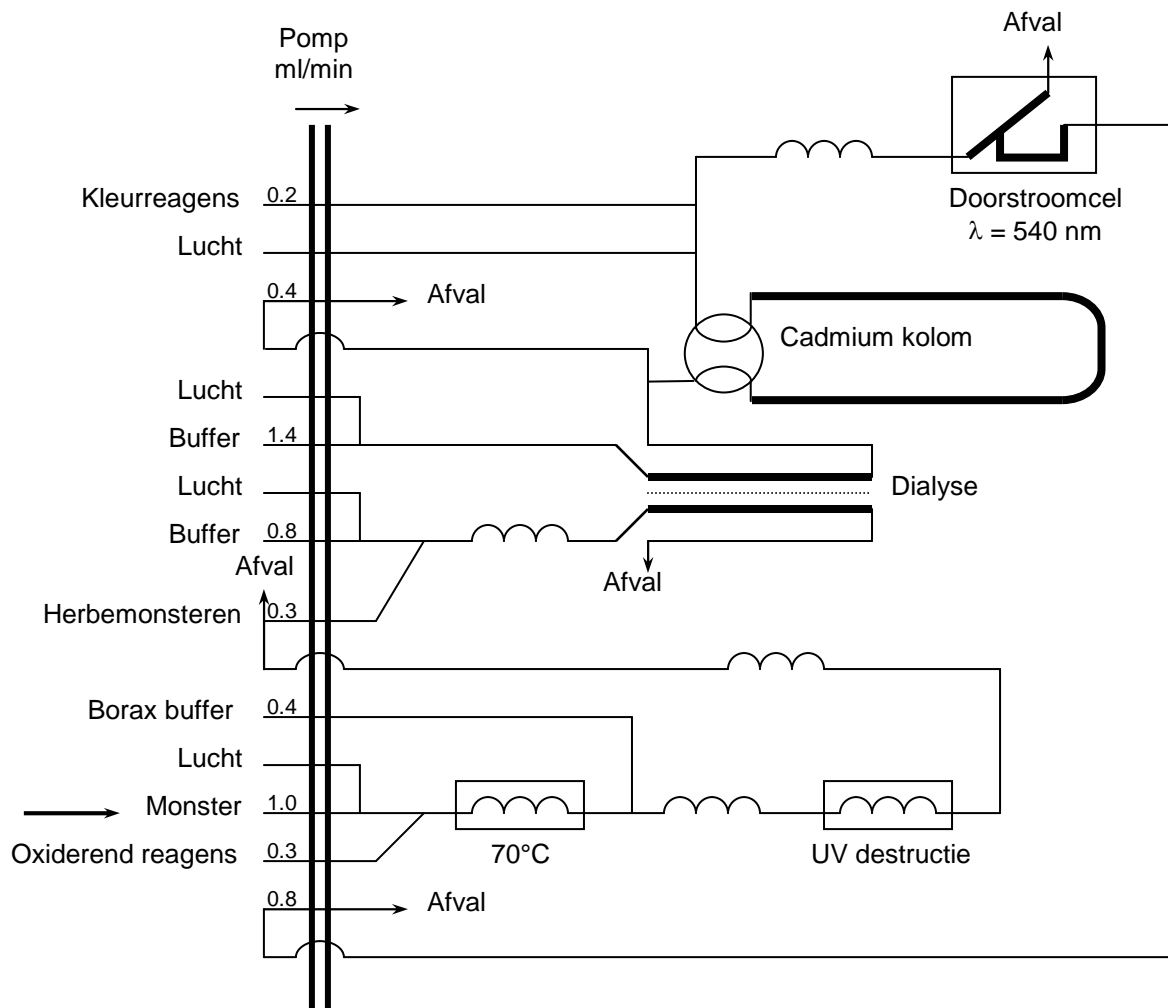 Afval
Pomp
ml/min
Kleurreagens 0.2
Doorstroomcel
λ = 540 nm
Lucht
0.4 Afval
Cadmium kolom
Lucht
Buffer 1.4
Lucht
Dialyse
Buffer 0.8
Afval
Afval
Herbemonsteren 0.3
Borax buffer 0.4
Lucht
Monster 1.0
Oxiderend reagens 0.3
70°C
UV destructie
0.8 Afval